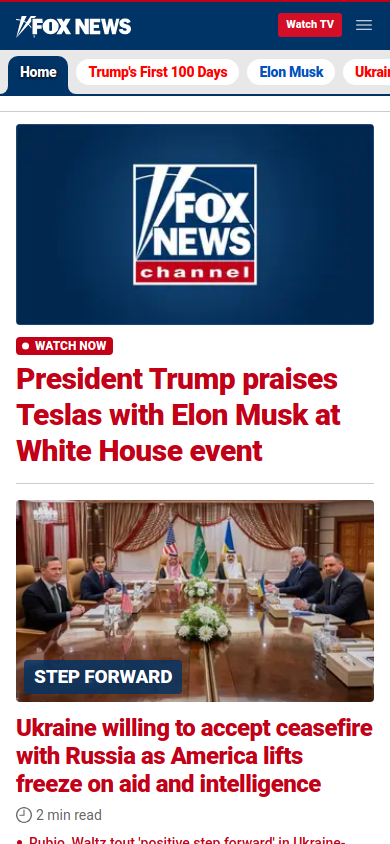 FOX NEWS
Watch TV
Home
Trump's First 100 Days
Elon Musk
Ukrain
FOX
NEWS
channel
WATCH NOW
President Trump praises
Teslas with Elon Musk at
White House event
STEP FORWARD
Ukraine willing to accept ceasefire
with Russia as America lifts
freeze on aid and intelligence
2 min read
• Rubio, Waltz tout 'positive step forward' in Ukraine-